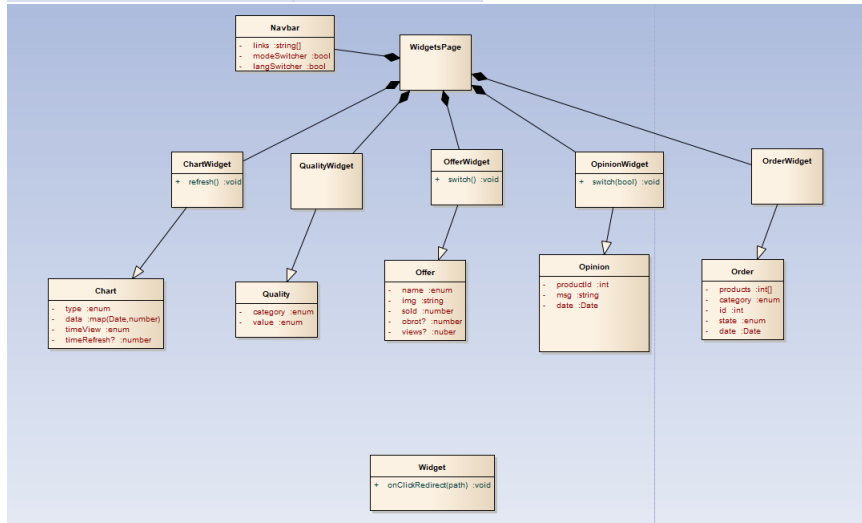 Navbar
- links :string[]
- modeSwitcher :bool
- langSwitcher :bool
WidgetsPage
ChartWidget
+ refresh() :void
QualityWidget
OfferWidget
+ switch() :void
OpinionWidget
+ switch(bool) :void
OrderWidget
Chart
- type :enum
- data :map(Date,number)
- timeView :enum
- timeRefresh? :number
Quality
- category :enum
- value :enum
Offer
- name :enum
- img :string
- sold :number
- obrot? :number
- views? :nuber
Opinion
- productId :int
- msg :string
- date :Date
Order
- products :int[]
- category :enum
- id :int
- state :enum
- date :Date
Widget
+ onClickRedirect(path) :void